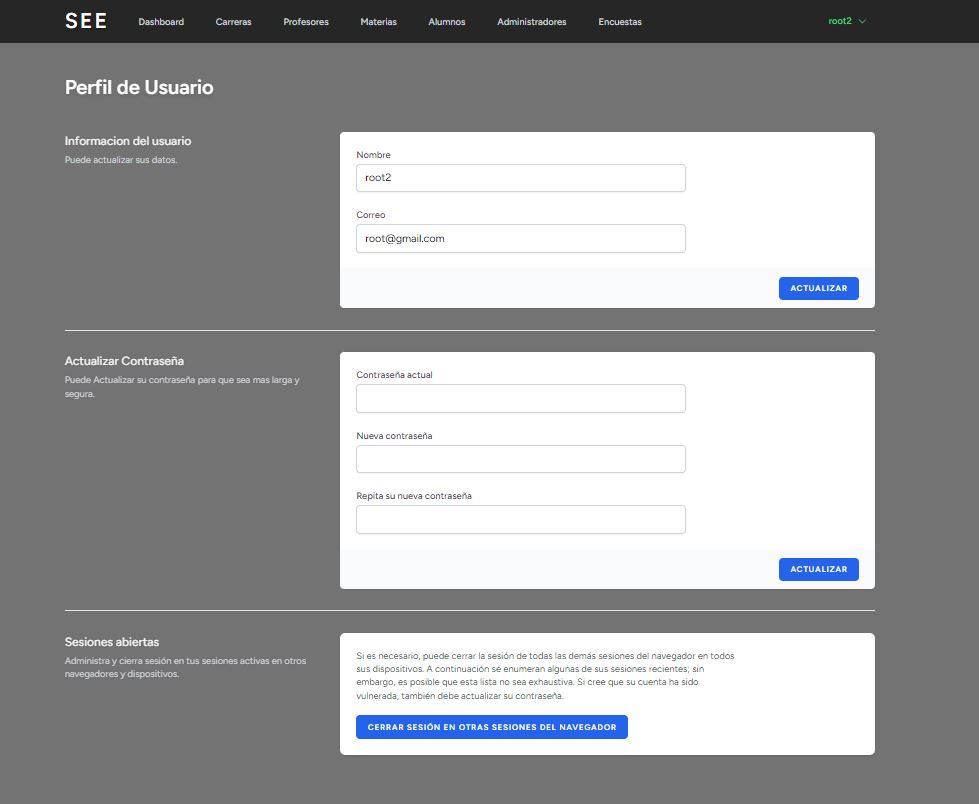 SEE Dashboard Carreras Profesores Materias Alumnos Administradores Encuestas root2
Perfil de Usuario
Informacion del usuario
Puede actualizar sus datos.
Nombre
root2
Correo
root@gmail.com
ACTUALIZAR
Actualizar Contraseña
Puede Actualizar su contraseña para que sea mas larga y
segura.
Contraseña actual
Nueva contraseña
Repita su nueva contraseña
ACTUALIZAR
Sesiones abiertas
Administra y cierra sesión en tus sesiones activas en otros
navegadores y dispositivos.
Si es necesario, puede cerrar la sesión de todas las demás sesiones del navegador en todos
sus dispositivos. A continuación se enumeran algunas de sus sesiones recientes; sin
embargo, es posible que esta lista no sea exhaustiva. Si cree que su cuenta ha sido
vulnerada, también debe actualizar su contraseña.
CERRAR SESIÓN EN OTRAS SESIONES DEL NAVEGADOR